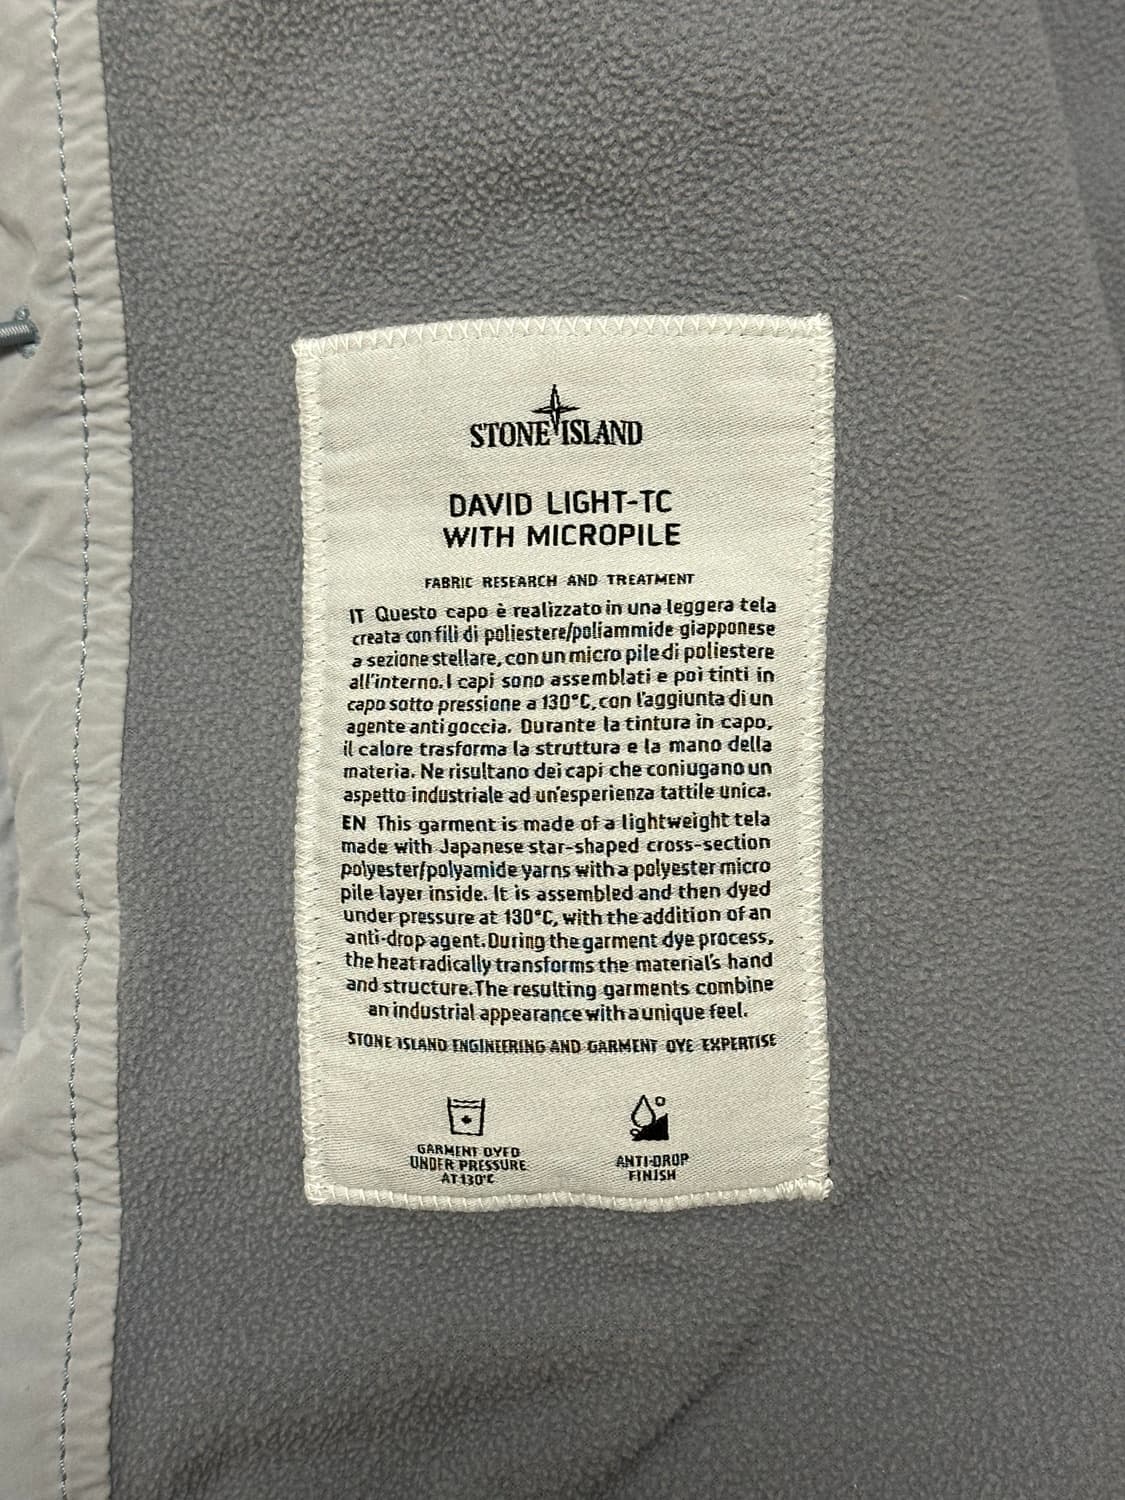 STONE ISLAND
DAVID LIGHT-TC
WITH MICROPILE
FABRIC RESEARCH AND TREATMENT
IT Questo capo è realizzato in una leggera tela
creata con fili di poliestere/poliammide giapponese
a sezione stellare, con un micro pile di poliestere
all'interno. I capi sono assemblati e poi tinti in
capo sotto pressione a 130°C, con l'aggiunta di un
agente anti goccia. Durante la tintura in capo,
il calore trasforma la struttura e la mano della
materia. Ne risultano dei capi che coniugano un
aspetto industriale ad un'esperienza tattile unica.
EN This garment is made of a lightweight tela
made with Japanese star-shaped cross-section
polyester/polyamide yarns with a polyester micro
pile layer inside. It is assembled and then dyed
under pressure at 130°C, with the addition of an
anti-drop agent. During the garment dye process,
the heat radically transforms the material's hand
and structure. The resulting garments combine
an industrial appearance with a unique feel.
STONE ISLAND ENGINEERING AND GARMENT DYE EXPERTISE
GARMENT DYED
UNDER PRESSURE
AT 130°C
ANTI-DROP
FINISH